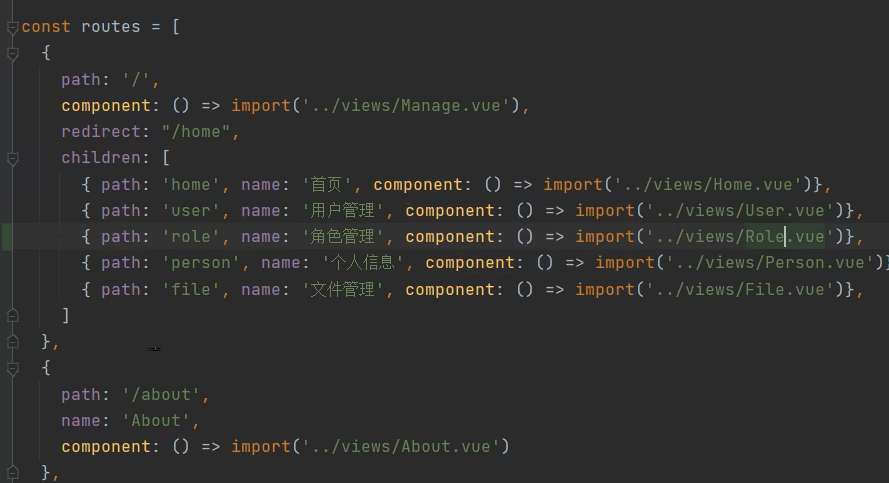 const routes = [
{
path: '/',
component: () => import('../views/Manage.vue'),
redirect: "/home",
children: [
{ path: 'home', name: '首页', component: () => import('../views/Home.vue')},
{ path: 'user', name: '用户管理', component: () => import('../views/User.vue')},
{ path: 'role', name: '角色管理', component: () => import('../views/Role.vue')},
{ path: 'person', name: '个人信息', component: () => import('../views/Person.vue')}
{ path: 'file', name: '文件管理', component: () => import('../views/File.vue')},
]
},
{
path: '/about',
name: 'About',
component: () => import('../views/About.vue')
},